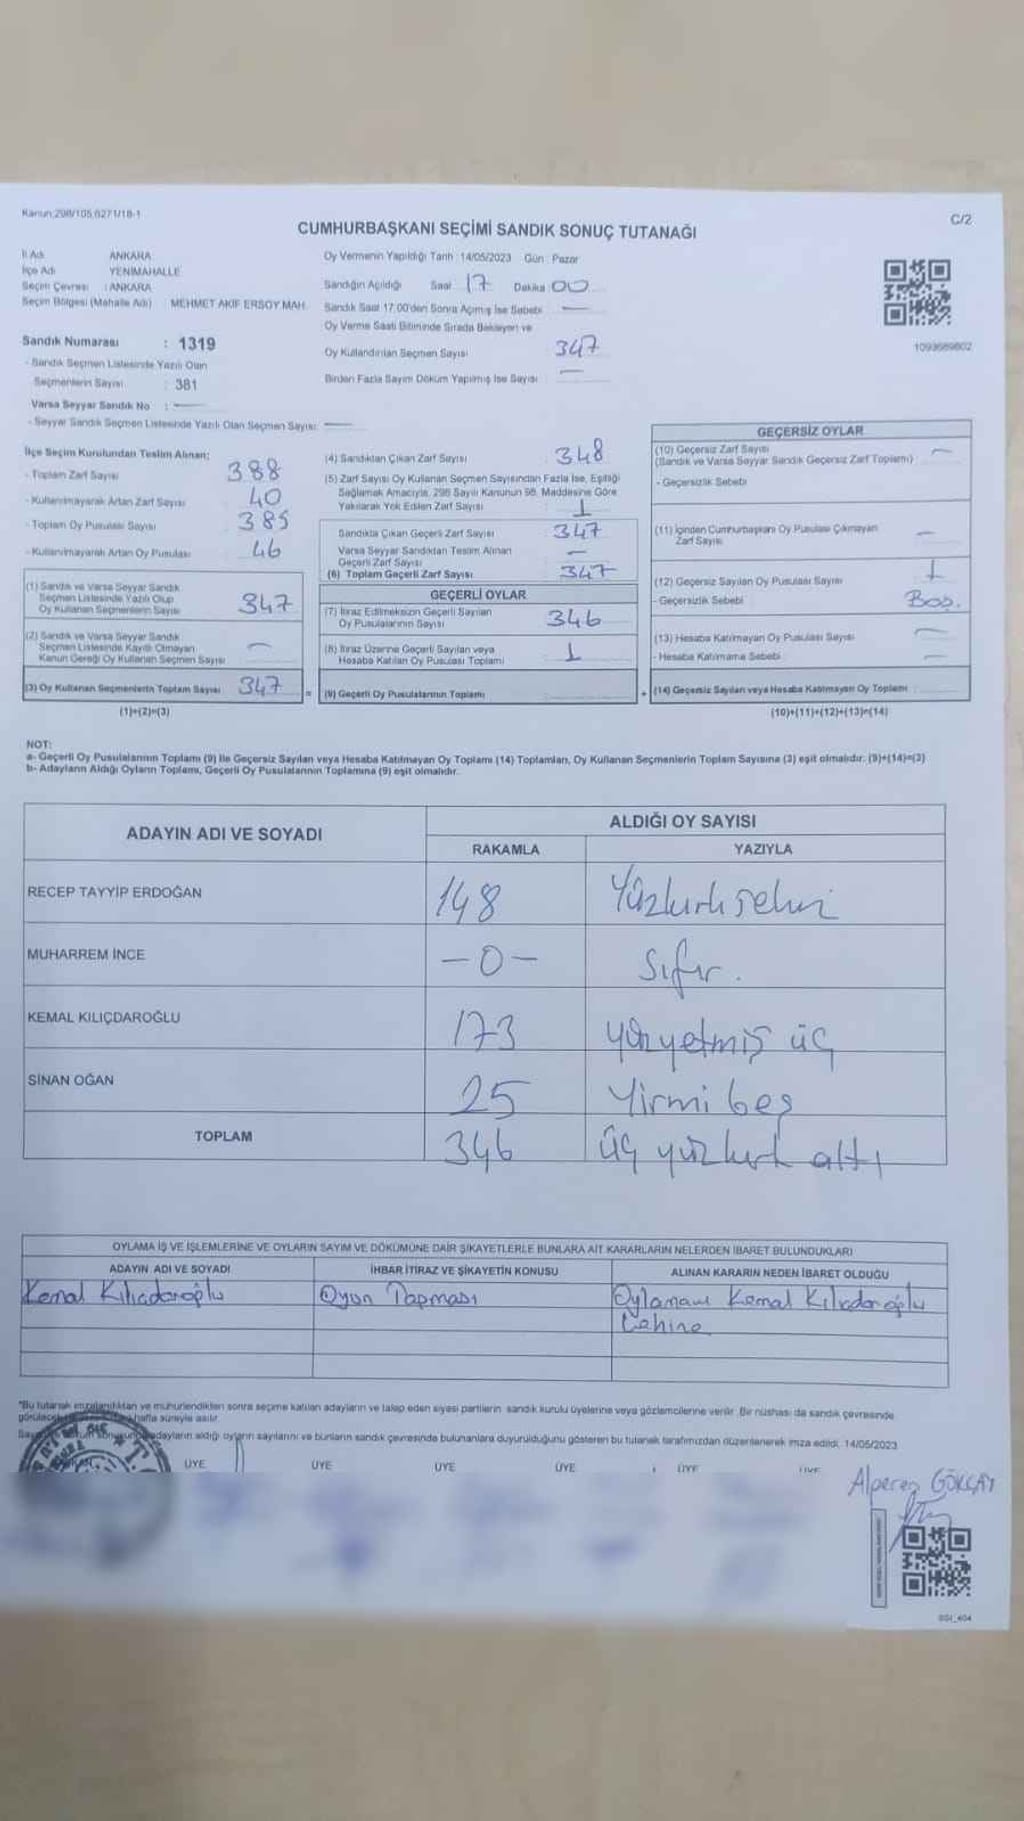 Kanun:298/105,6271/18-1
C/2
CUMHURBAŞKANI SEÇİMİ SANDIK SONUÇ TUTANAĞI
İl Adı ANKARA
İlçe Adı YENİMAHALLE
Seçim Çevresi : ANKARA
Seçim Bölgesi (Mahalle Adı) MEHMET AKİF ERSOY MAH.
Sandık Numarası : 1319
- Sandık Seçmen Listesinde Yazılı Olan
Seçmenlerin Sayısı : 381
Varsa Seyyar Sandık No :
- Seyyar Sandık Seçmen Listesinde Yazılı Olan Seçmen Sayısı:
Oy Vermenin Yapıldığı Tarih : 14/05/2023 Gün : Pazar
Sandığın Açıldığı Saat 17 Dakika 00
Sandık Saat 17:00'den Sonra Açılmış İse Sebebi
Oy Verme Saati Bitiminde Sırada Bekleyen ve
Oy Kullandırılan Seçmen Sayısı 347
Birden Fazla Sayım Döküm Yapılmış İse Sayısı
1093689802
İlçe Seçim Kurulundan Teslim Alınan:
- Toplam Zarf Sayısı 388
- Kullanılmayarak Artan Zarf Sayısı 40
- Toplam Oy Pusulası Sayısı 385
- Kullanılmayarak Artan Oy Pusulası 46
(1) Sandık ve Varsa Seyyar Sandık
Seçmen Listesinde Yazılı Olup
Oy Kullanan Seçmenlerin Sayısı 347
(2) Sandık ve Varsa Seyyar Sandık
Seçmen Listesinde Kayıtlı Olmayan
Kanun Gereği Oy Kullanan Seçmen Sayısı —
(3) Oy Kullanan Seçmenlerin Toplam Sayısı 347
(1)+(2)=(3)
(4) Sandıktan Çıkan Zarf Sayısı 348
(5) Zarf Sayısı Oy Kullanan Seçmen Sayısından Fazla İse, Eşitliği
Sağlamak Amacıyla, 298 Sayılı Kanunun 98. Maddesine Göre
Yakılarak Yok Edilen Zarf Sayısı 1
Sandıkta Çıkan Geçerli Zarf Sayısı 347
Varsa Seyyar Sandıktan Teslim Alınan
Geçerli Zarf Sayısı —
(6) Toplam Geçerli Zarf Sayısı 347
GEÇERLİ OYLAR
(7) İtiraz Edilmeksizin Geçerli Sayılan
Oy Pusulalarının Sayısı 346
(8) İtiraz Üzerine Geçerli Sayılan veya
Hesaba Katılan Oy Pusulası Toplamı 1
= (9) Geçerli Oy Pusulalarının Toplamı
GEÇERSİZ OYLAR
(10) Geçersiz Zarf Sayısı
(Sandık ve Varsa Seyyar Sandık Geçersiz Zarf Toplamı) —
- Geçersizlik Sebebi
(11) İçinden Cumhurbaşkanı Oy Pusulası Çıkmayan
Zarf Sayısı —
(12) Geçersiz Sayılan Oy Pusulası Sayısı 1
- Geçersizlik Sebebi Boş.
(13) Hesaba Katılmayan Oy Pusulası Sayısı —
- Hesaba Katılmama Sebebi —
+ (14) Geçersiz Sayılan veya Hesaba Katılmayan Oy Toplamı
(10)+(11)+(12)+(13)=(14)
NOT:
a- Geçerli Oy Pusulalarının Toplamı (9) ile Geçersiz Sayılan veya Hesaba Katılmayan Oy Toplamı (14) Toplamları, Oy Kullanan Seçmenlerin Toplam Sayısına (3) eşit olmalıdır. (9)+(14)=(3)
b- Adayların Aldığı Oyların Toplamı, Geçerli Oy Pusulalarının Toplamına (9) eşit olmalıdır.
ADAYIN ADI VE SOYADI
ALDIĞI OY SAYISI
RAKAMLA YAZIYLA
RECEP TAYYİP ERDOĞAN 148 Yüzkırksekiz
MUHARREM İNCE -0- Sıfır.
KEMAL KILIÇDAROĞLU 173 yüzyetmiş üç
SİNAN OĞAN 25 Yirmi beş
TOPLAM 346 üç yüzkırk altı
OYLAMA İŞ VE İŞLEMLERİNE VE OYLARIN SAYIM VE DÖKÜMÜNE DAİR ŞİKAYETLERLE BUNLARA AİT KARARLARIN NELERDEN İBARET BULUNDUKLARI
ADAYIN ADI VE SOYADI İHBAR İTİRAZ VE ŞİKAYETİN KONUSU ALINAN KARARIN NEDEN İBARET OLDUĞU
Kemal Kılıcdaroğlu Oyun Taşması Oylamanı Kemal Kılıcdaroğlu
Lehine
*Bu tutanak imzalandıktan ve mühürlendikten sonra seçime katılan adayların ve talep eden siyasi partilerin sandık kurulu üyelerine veya gözlemcilerine verilir. Bir nüshası da sandık çevresinde
hafta süreyle asılır.
adayların aldığı oyların sayılarını ve bunların sandık çevresinde bulunanlara duyurulduğunu gösteren bu tutanak tarafımızdan düzenlenerek imza edildi. 14/05/2023
ÜYE ÜYE ÜYE ÜYE ÜYE ÜYE
Alperen GÖKÇAY